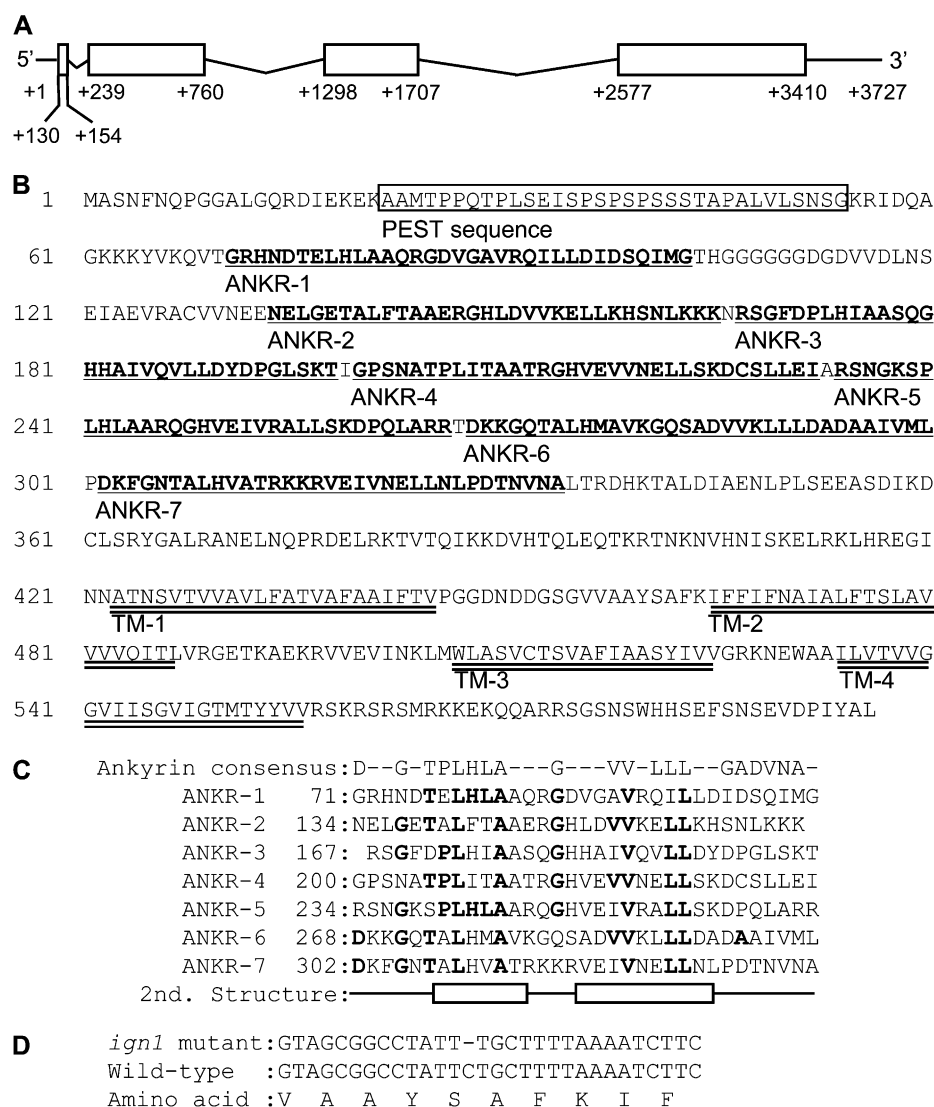 A
5’ 3’
+1 +239 +760 +1298 +1707 +2577 +3410 +3727
+130 +154
B
1 MASNFNQPGGALGQRDIEKEKAAMTPPQTPLSEISPSPSPSSSTAPALVLSNSGKRIDQA
PEST sequence
61 GKKKYVKQVTGRHNDTELHLAAQRGDVGAVRQILLDIDSQIMGTHGGGGGGDGDVVDLNS
ANKR-1
121 EIAEVRACVVNEENELGETALFTAAERGHLDVVKELLKHSNLKKKNRSGFDPLHIAASQG
ANKR-2 ANKR-3
181 HHAIVQVLLDYDPGLSKTIGPSNATPLITAATRGHVEVVNELLSKDCSLLEIARSNGKSP
ANKR-4 ANKR-5
241 LHLAARQGHVEIVRALLSKDPQLARRTDKKGQTALHMAVKGQSADVVKLLLDADAAIVML
ANKR-6
301 PDKFGNTALHVATRKKRVEIVNELLNLPDTNVNALTRDHKTALDIAENLPLSEEASDIKD
ANKR-7
361 CLSRYGALRANELNQPRDELRKTVTQIKKDVHTQLEQTKRTNKNVHNISKELRKLHREGI
421 NNATNSVTVVAVLFATVAFAAIFTVPGGDNDDGSGVVAAYSAFKIFFIFNAIALFTSLAV
TM-1 TM-2
481 VVVQITLVRGETKAEKRVVEVINKLMWLASVCTSVAFIAASYIVVGRKNEWAAILVTVVG
TM-3 TM-4
541 GVIISGVIGTMTYYVVRSKRSRSMRKKEKQQARRSGSNSWHHSEFSNSEVDPIYAL
C
Ankyrin consensus:D--G-TPLHLA---G---VV-LLL--GADVNA-
ANKR-1 71:GRHNDTELHLAAQRGDVGAVRQILLDIDSQIMG
ANKR-2 134:NELGETALFTAAERGHLDVVKELLKHSNLKKK
ANKR-3 167: RSGFDPLHIAASQGHHAIVQVLLDYDPGLSKT
ANKR-4 200:GPSNATPLITAATRGHVEVVNELLSKDCSLLEI
ANKR-5 234:RSNGKSPLHLAARQGHVEIVRALLSKDPQLARR
ANKR-6 268:DKKGQTALHMAVKGQSADVVKLLLDADAAIVML
ANKR-7 302:DKFGNTALHVATRKKRVEIVNELLNLPDTNVNA
2nd. Structure:
D
ign1 mutant:GTAGCGGCCTATT-TGCTTTTAAAATCTTC
Wild-type :GTAGCGGCCTATTCTGCTTTTAAAATCTTC
Amino acid :V A A Y S A F K I F